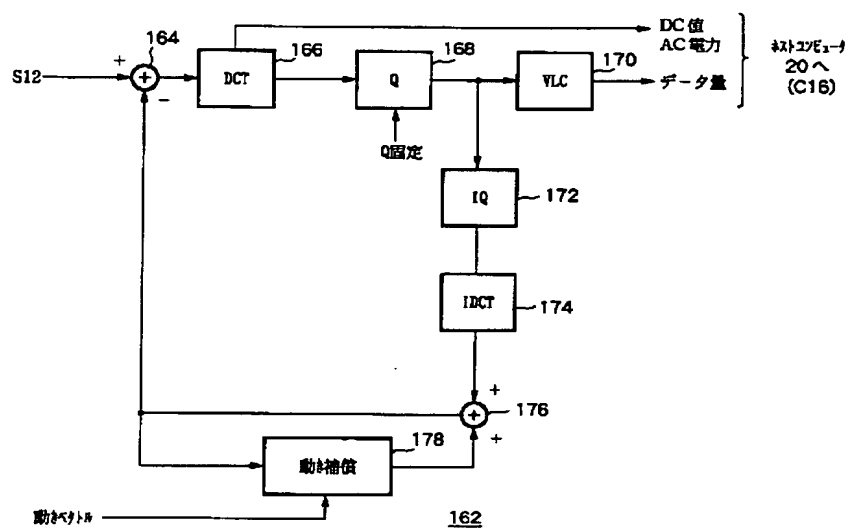 DC値
AC電力
ネストコンピュータ
20へ
(C16)
データ量
S12
+
164
+
−
DCT
166
Q
168
VLC
170
Q固定
IQ
172
IDCT
174
+
+
176
+
動き補償
178
動きベクトル
162